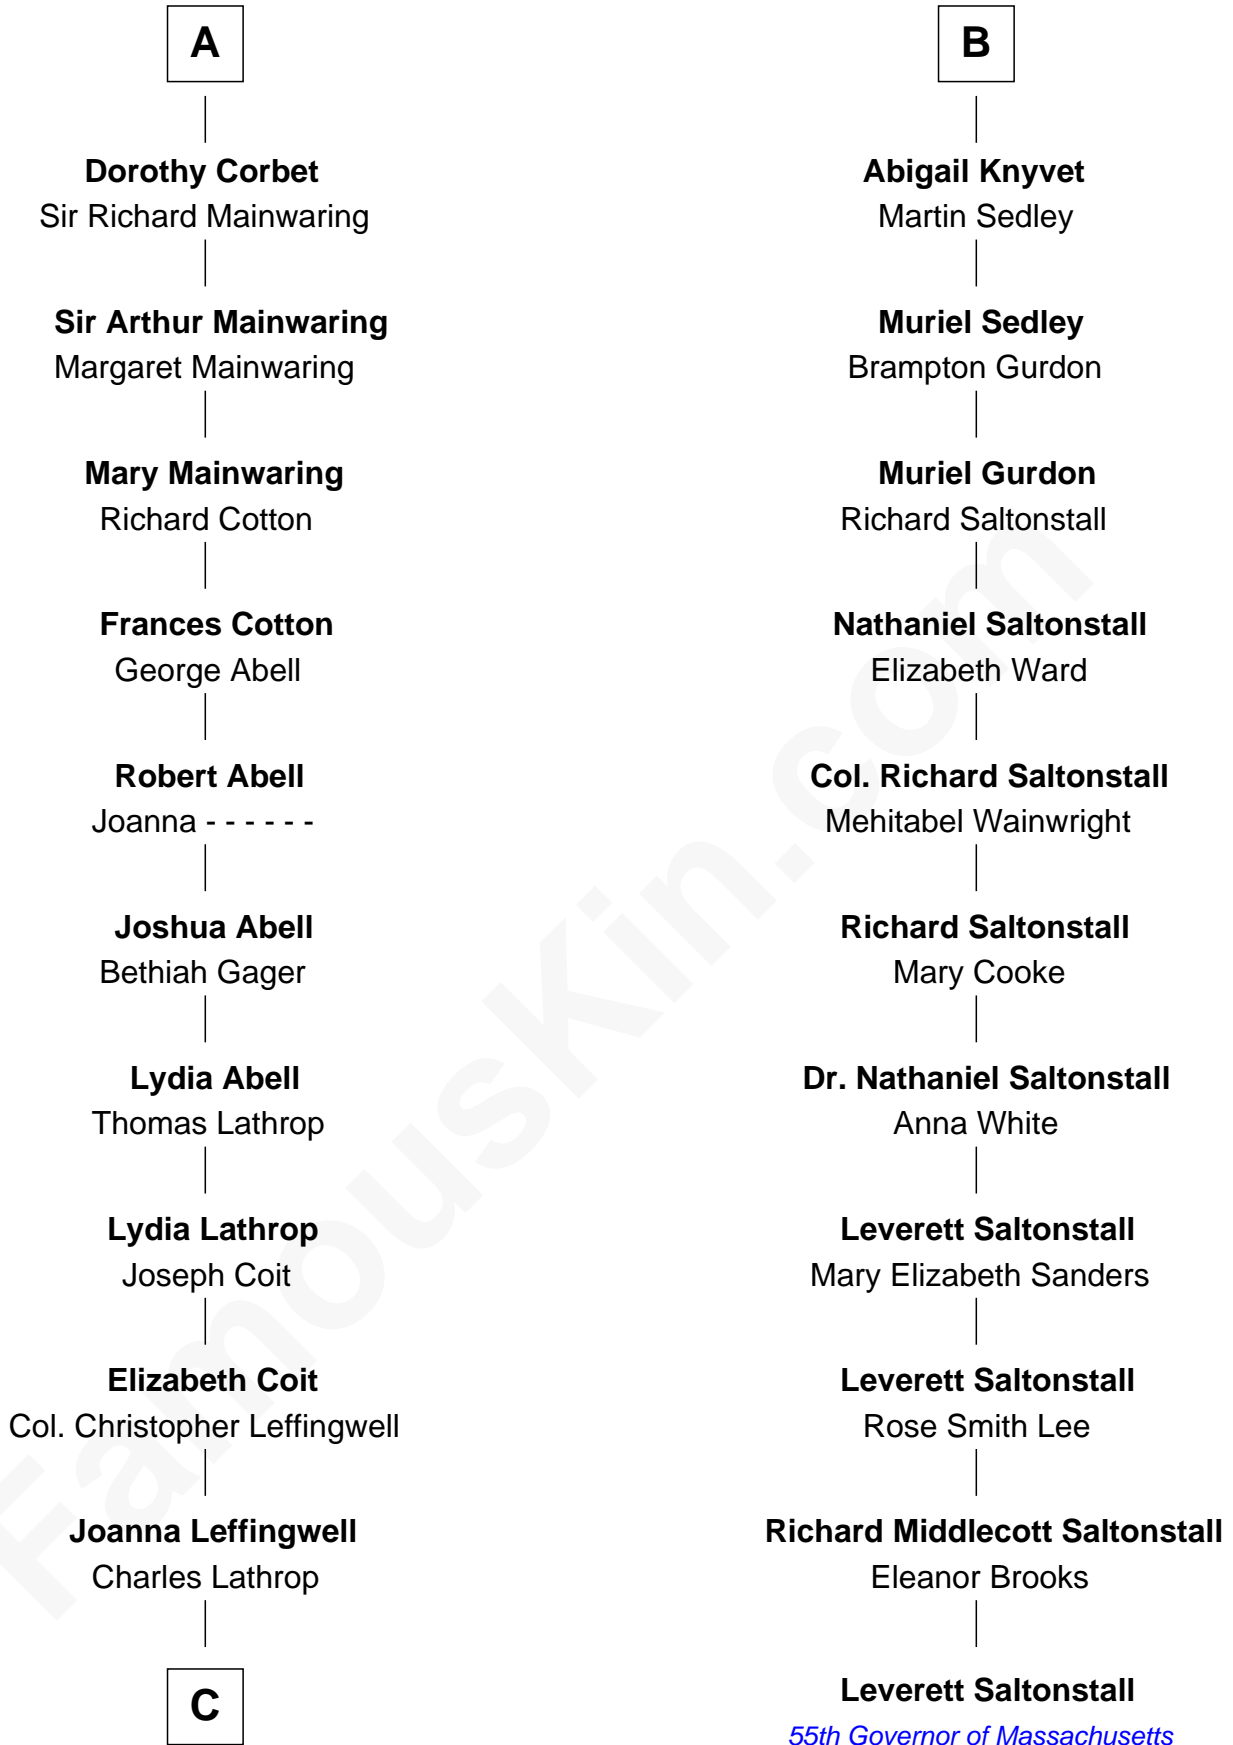 A
Dorothy Corbet
Sir Richard Mainwaring
Sir Arthur Mainwaring
Margaret Mainwaring
Mary Mainwaring
Richard Cotton
Frances Cotton
George Abell
Robert Abell
Joanna - - - - - -
Joshua Abell
Bethiah Gager
Lydia Abell
Thomas Lathrop
Lydia Lathrop
Joseph Coit
Elizabeth Coit
Col. Christopher Leffingwell
Joanna Leffingwell
Charles Lathrop
C
B
Abigail Knyvet
Martin Sedley
Muriel Sedley
Brampton Gurdon
Muriel Gurdon
Richard Saltonstall
Nathaniel Saltonstall
Elizabeth Ward
Col. Richard Saltonstall
Mehitabel Wainwright
Richard Saltonstall
Mary Cooke
Dr. Nathaniel Saltonstall
Anna White
Leverett Saltonstall
Mary Elizabeth Sanders
Leverett Saltonstall
Rose Smith Lee
Richard Middlecott Saltonstall
Eleanor Brooks
Leverett Saltonstall
55th Governor of Massachusetts
FamousKin.com